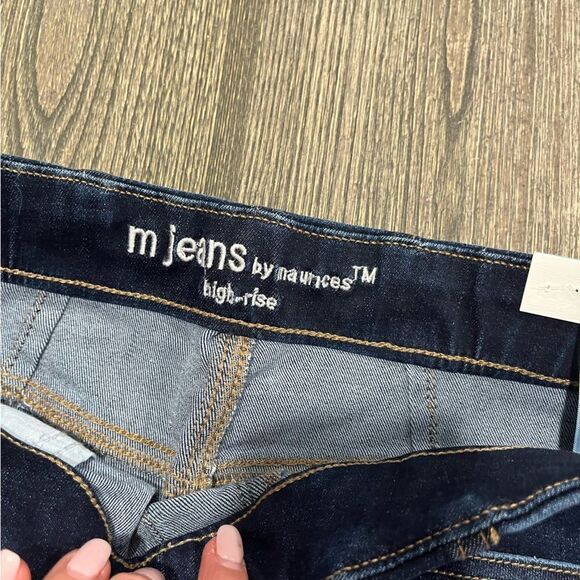 m jeans by maurices™
high-rise